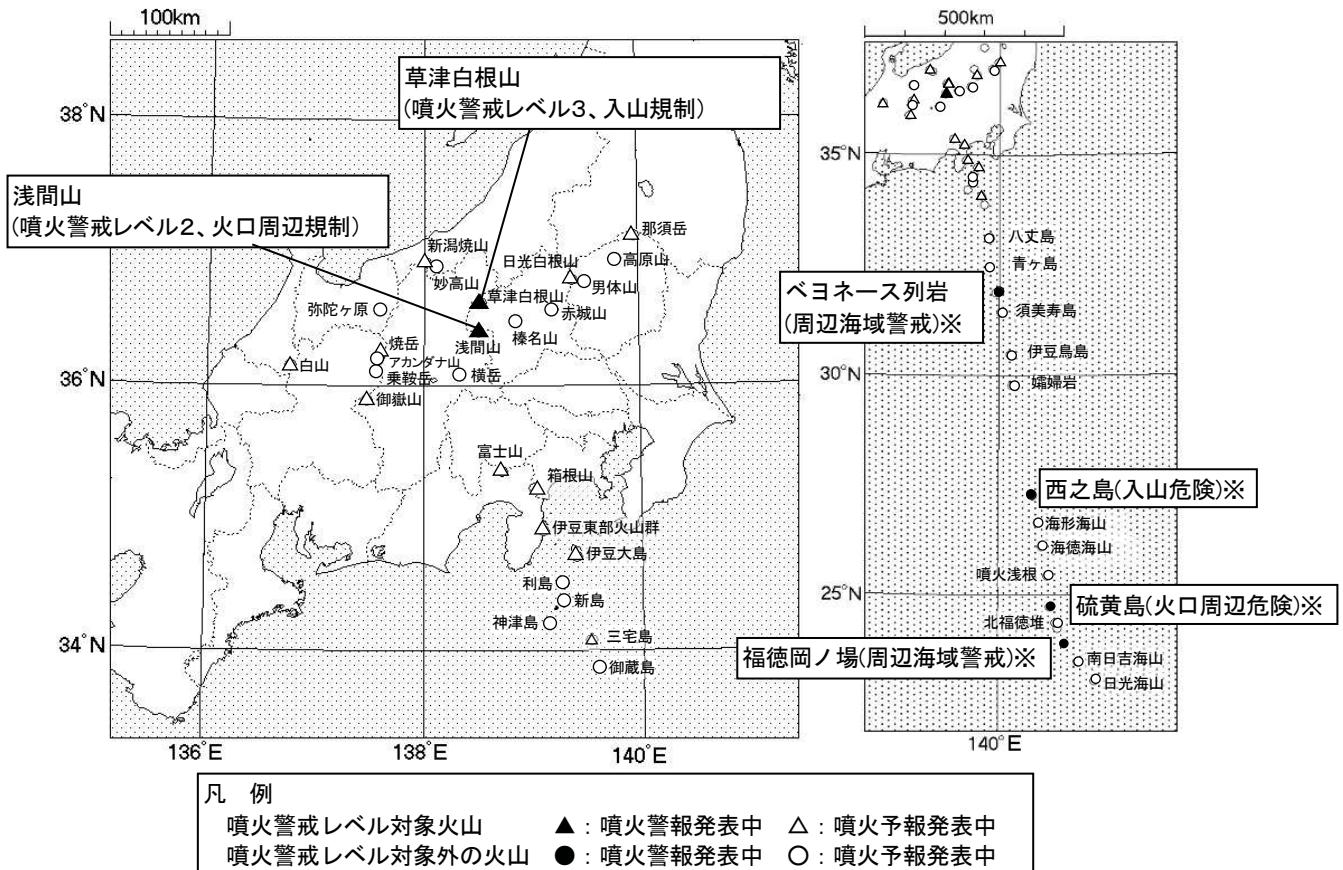 100km
500km
草津白根山
(噴火警戒レベル3、入山規制)
38°N
35°N
浅間山
(噴火警戒レベル2、火口周辺規制)
那須岳
新潟焼山
日光白根山
高原山
妙高山
男体山
草津白根山
弥陀ヶ原
赤城山
榛名山
浅間山
焼岳
アカンダナ山
白山
乗鞍岳
横岳
36°N
御嶽山
富士山
箱根山
伊豆東部火山群
伊豆大島
利島
新島
神津島
三宅島
34°N
御蔵島
136°E
138°E
140°E
八丈島
青ヶ島
ベヨネース列岩
(周辺海域警戒)※
須美寿島
伊豆鳥島
30°N
孀婦岩
西之島(入山危険)※
海形海山
海徳海山
噴火浅根
25°N
硫黄島(火口周辺危険)※
北福徳堆
福徳岡ノ場(周辺海域警戒)※
南日吉海山
日光海山
140°E
凡 例
噴火警戒レベル対象火山 ▲:噴火警報発表中 △:噴火予報発表中
噴火警戒レベル対象外の火山 ●:噴火警報発表中 ○:噴火予報発表中